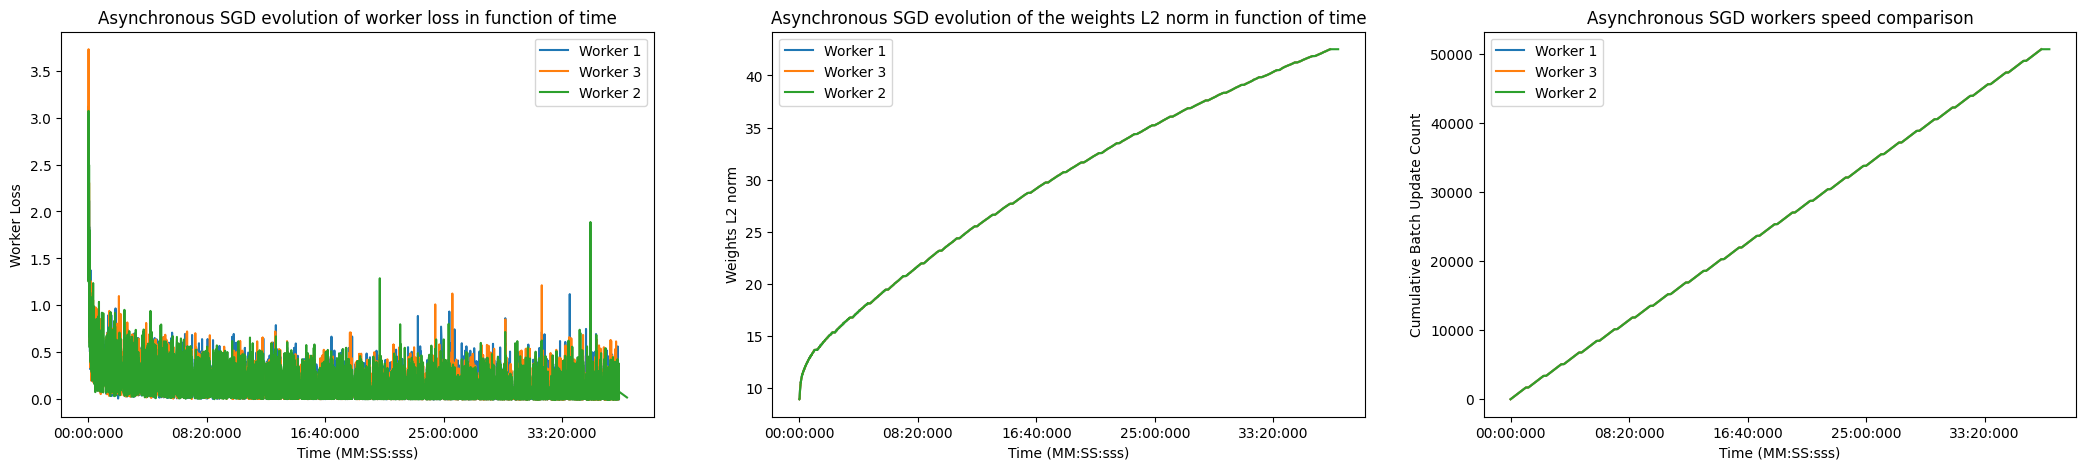 Asynchronous SGD evolution of worker loss in function of time
Worker Loss
3.5
3.0
2.5
2.0
1.5
1.0
0.5
0.0
Worker 1
Worker 3
Worker 2
00:00:000
08:20:000
16:40:000
25:00:000
33:20:000
Time (MM:SS:sss)
Asynchronous SGD evolution of the weights L2 norm in function of time
Weights L2 norm
40
35
30
25
20
15
10
Worker 1
Worker 3
Worker 2
00:00:000
08:20:000
16:40:000
25:00:000
33:20:000
Time (MM:SS:sss)
Asynchronous SGD workers speed comparison
Cumulative Batch Update Count
50000
40000
30000
20000
10000
0
Worker 1
Worker 3
Worker 2
00:00:000
08:20:000
16:40:000
25:00:000
33:20:000
Time (MM:SS:sss)